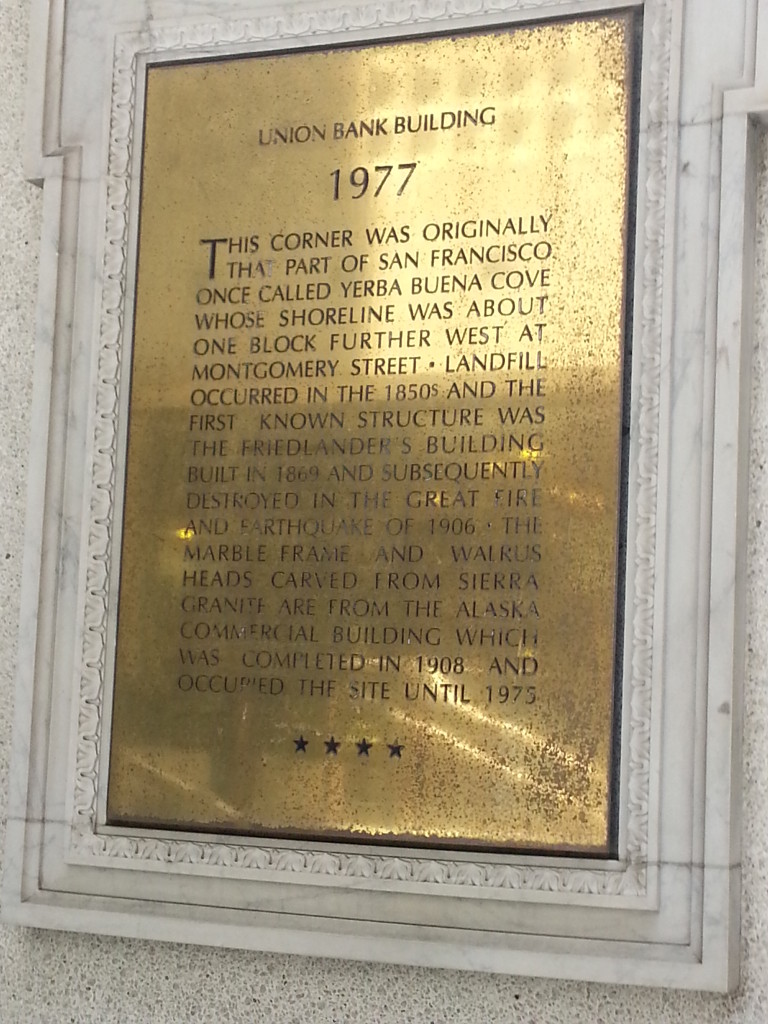 UNION BANK BUILDING
1977
THIS CORNER WAS ORIGINALLY
THAT PART OF SAN FRANCISCO
ONCE CALLED YERBA BUENA COVE
WHOSE SHORELINE WAS ABOUT
ONE BLOCK FURTHER WEST AT
MONTGOMERY STREET • LANDFILL
OCCURRED IN THE 1850s AND THE
FIRST KNOWN STRUCTURE WAS
THE FRIEDLANDER'S BUILDING
BUILT IN 1869 AND SUBSEQUENTLY
DESTROYED IN THE GREAT FIRE
AND EARTHQUAKE OF 1906 • THE
MARBLE FRAME AND WALRUS
HEADS CARVED FROM SIERRA
GRANITE ARE FROM THE ALASKA
COMMERCIAL BUILDING WHICH
WAS COMPLETED IN 1908 AND
OCCUPIED THE SITE UNTIL 1975
★ ★ ★ ★